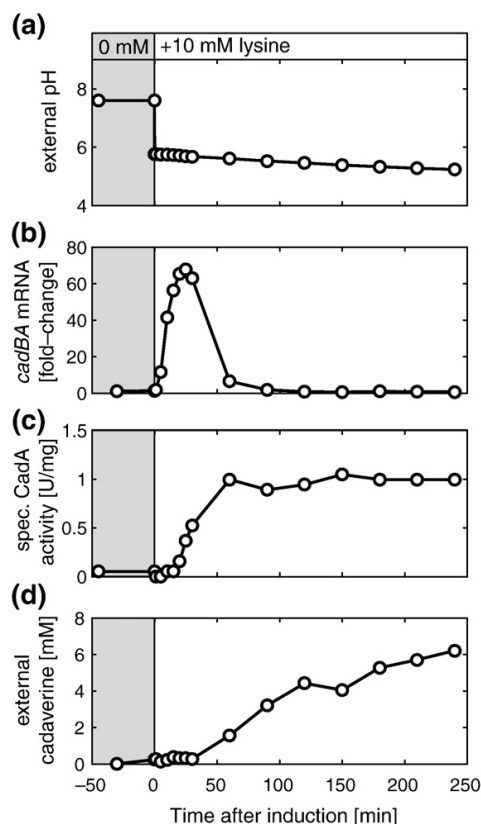 (a)
0 mM
+10 mM lysine
external pH
8
6
4
(b)
cadBA mRNA
[fold–change]
80
60
40
20
0
(c)
spec. CadA
activity [U/mg]
1.5
1
0.5
0
(d)
external
cadaverine [mM]
8
6
4
2
0
−50 0 50 100 150 200 250
Time after induction [min]